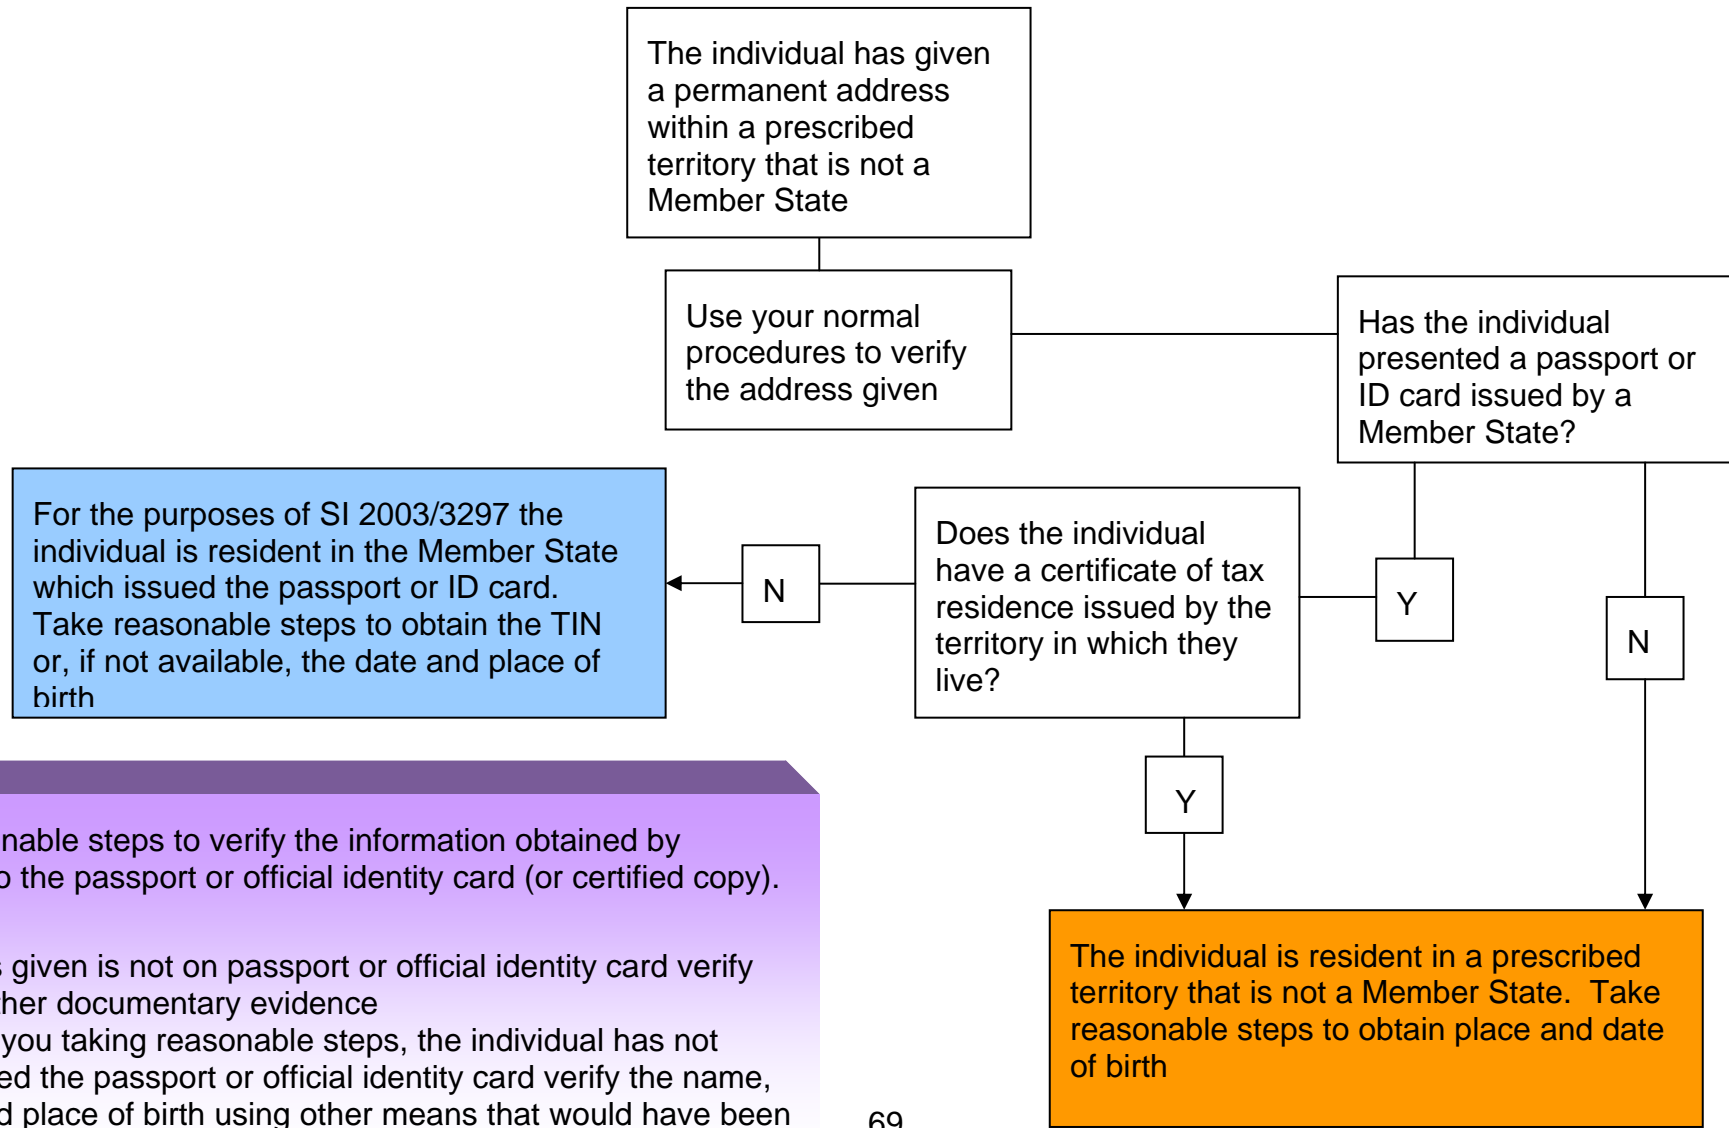 The individual has given
a permanent address
within a prescribed
territory that is not a
Member State
Use your normal
procedures to verify
the address given
Has the individual
presented a passport or
ID card issued by a
Member State?
For the purposes of SI 2003/3297 the
individual is resident in the Member State
which issued the passport or ID card.
Take reasonable steps to obtain the TIN
or, if not available, the date and place of
birth
N
Does the individual
have a certificate of tax
residence issued by the
territory in which they
live?
Y
N
Y
nable steps to verify the information obtained by
o the passport or official identity card (or certified copy).
s given is not on passport or official identity card verify
ther documentary evidence
you taking reasonable steps, the individual has not
ed the passport or official identity card verify the name,
d place of birth using other means that would have been
The individual is resident in a prescribed
territory that is not a Member State.  Take
reasonable steps to obtain place and date
of birth
69